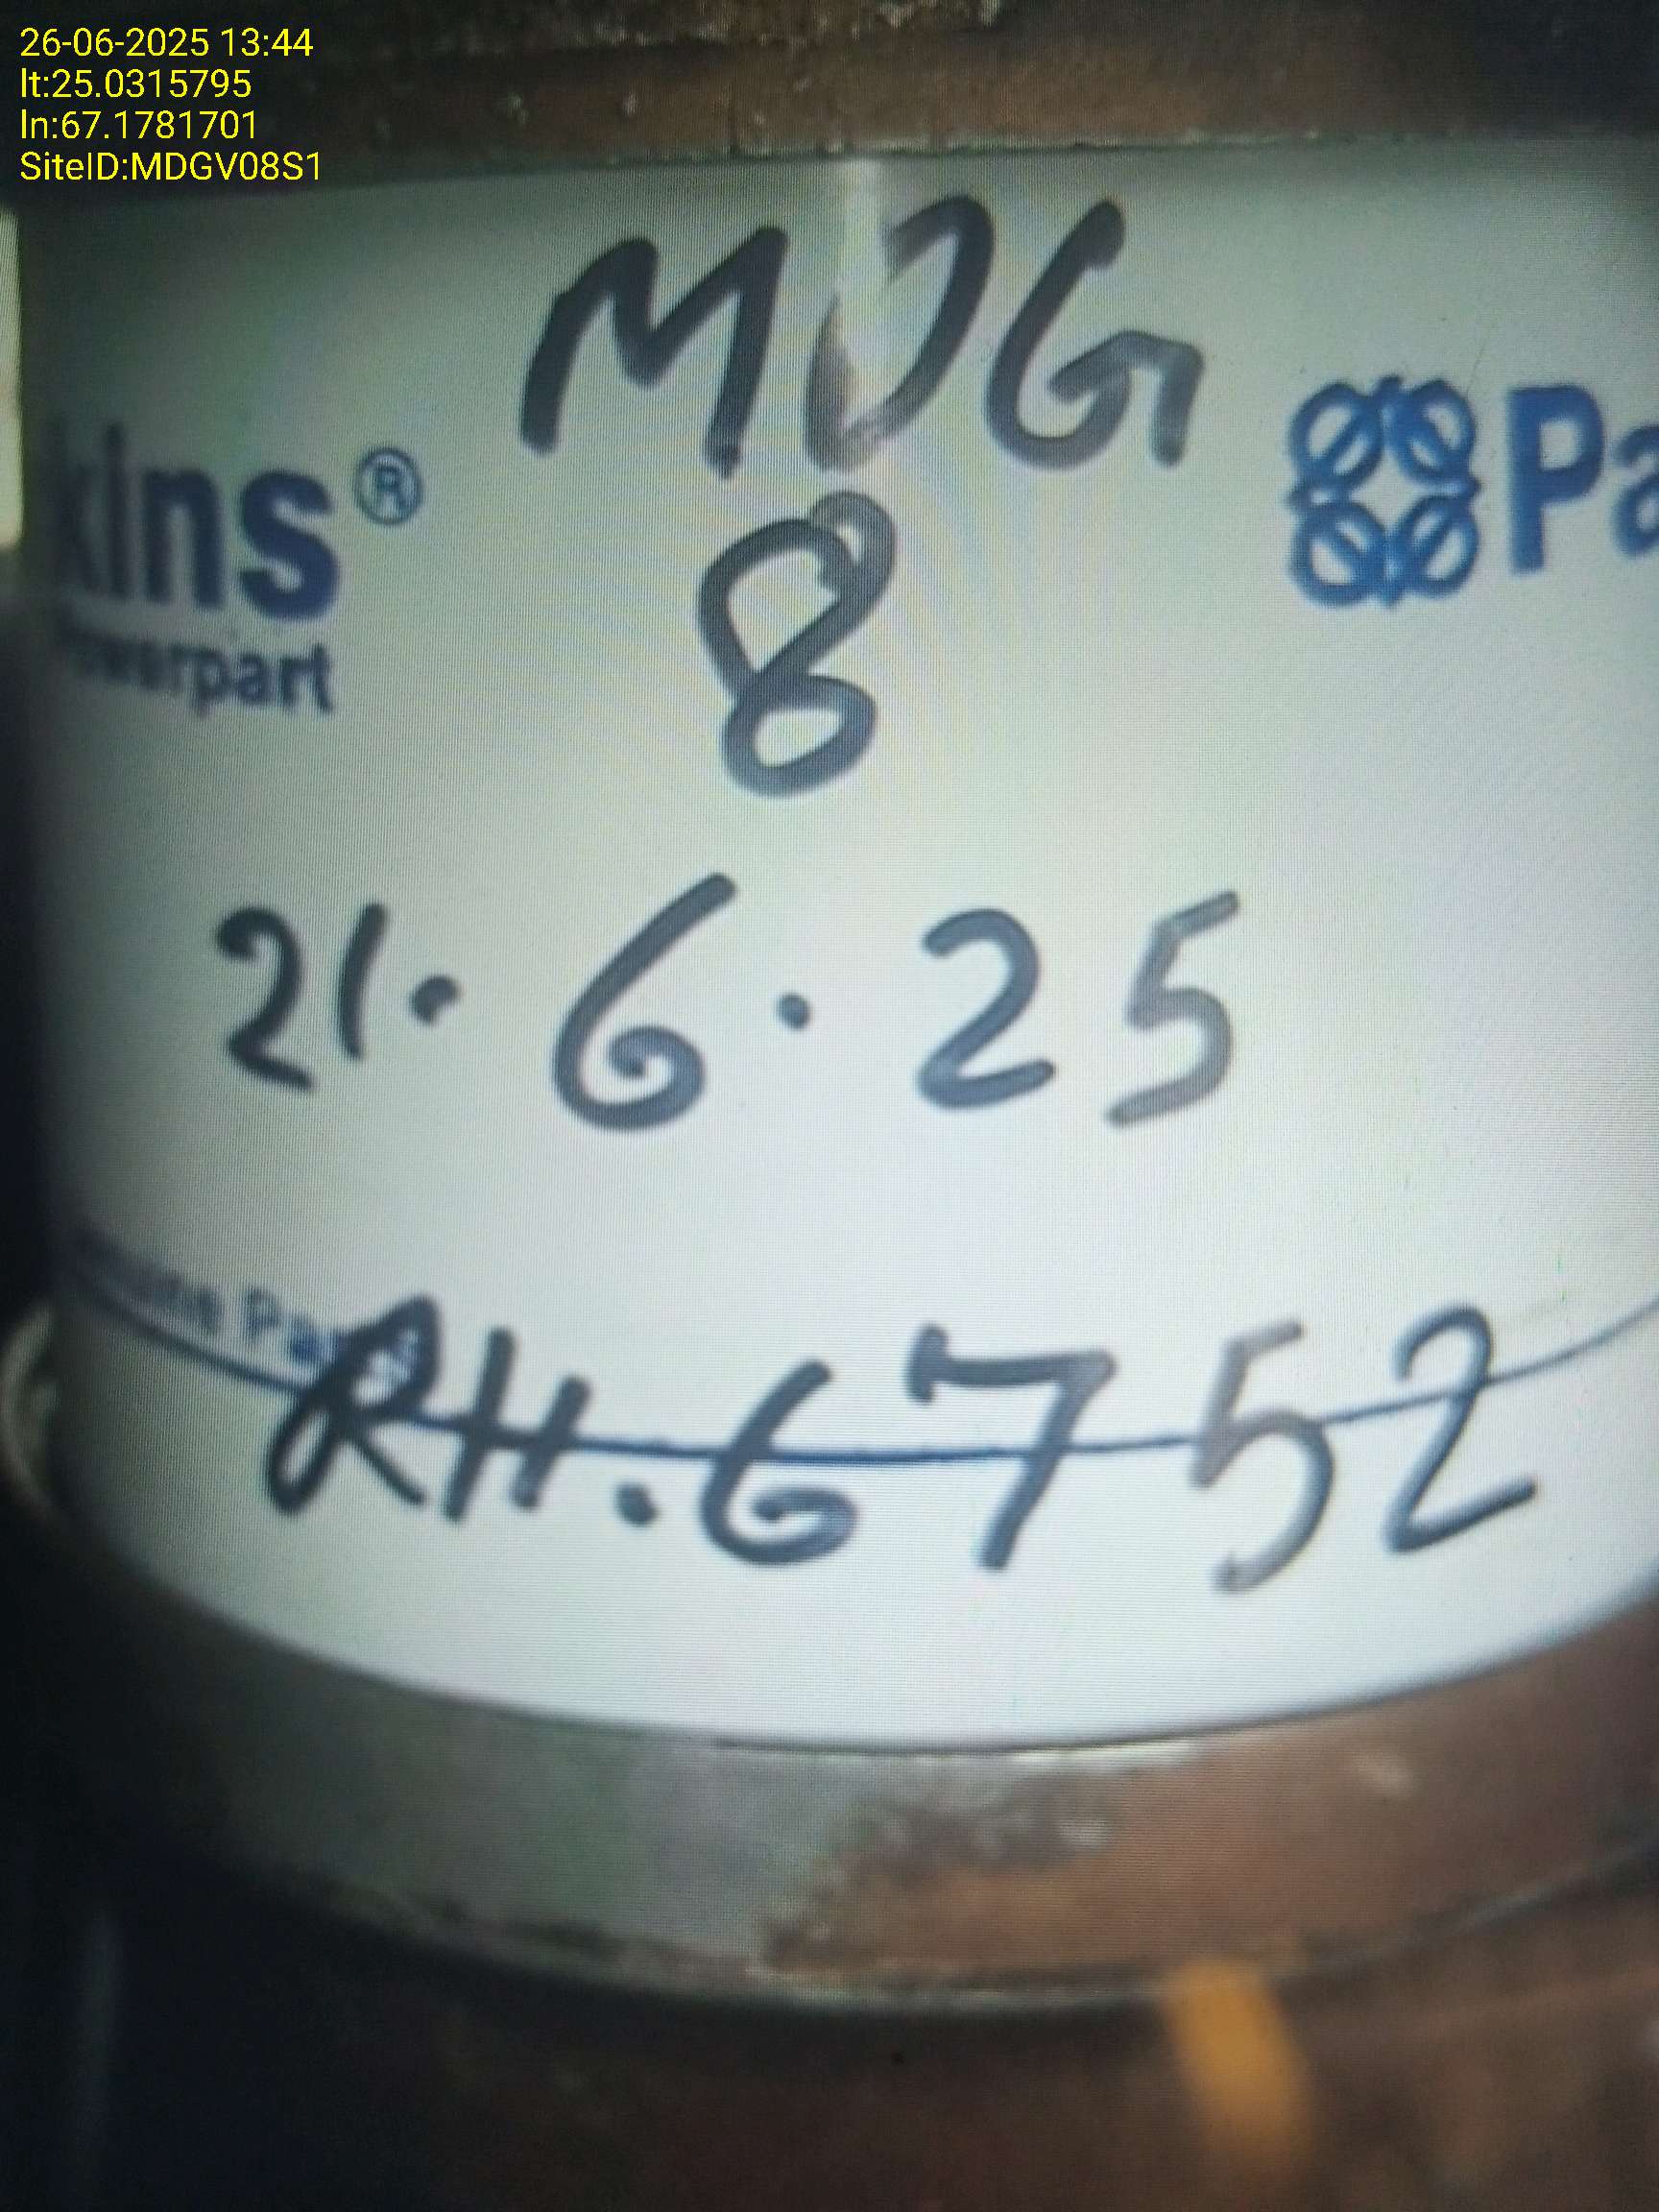 26-06-2025 13:44
lt:25.0315795
ln:67.1781701
SiteID:MDGV08S1
MDG
kins®
Pa
8
powerpart
21.6.25
RH.6752